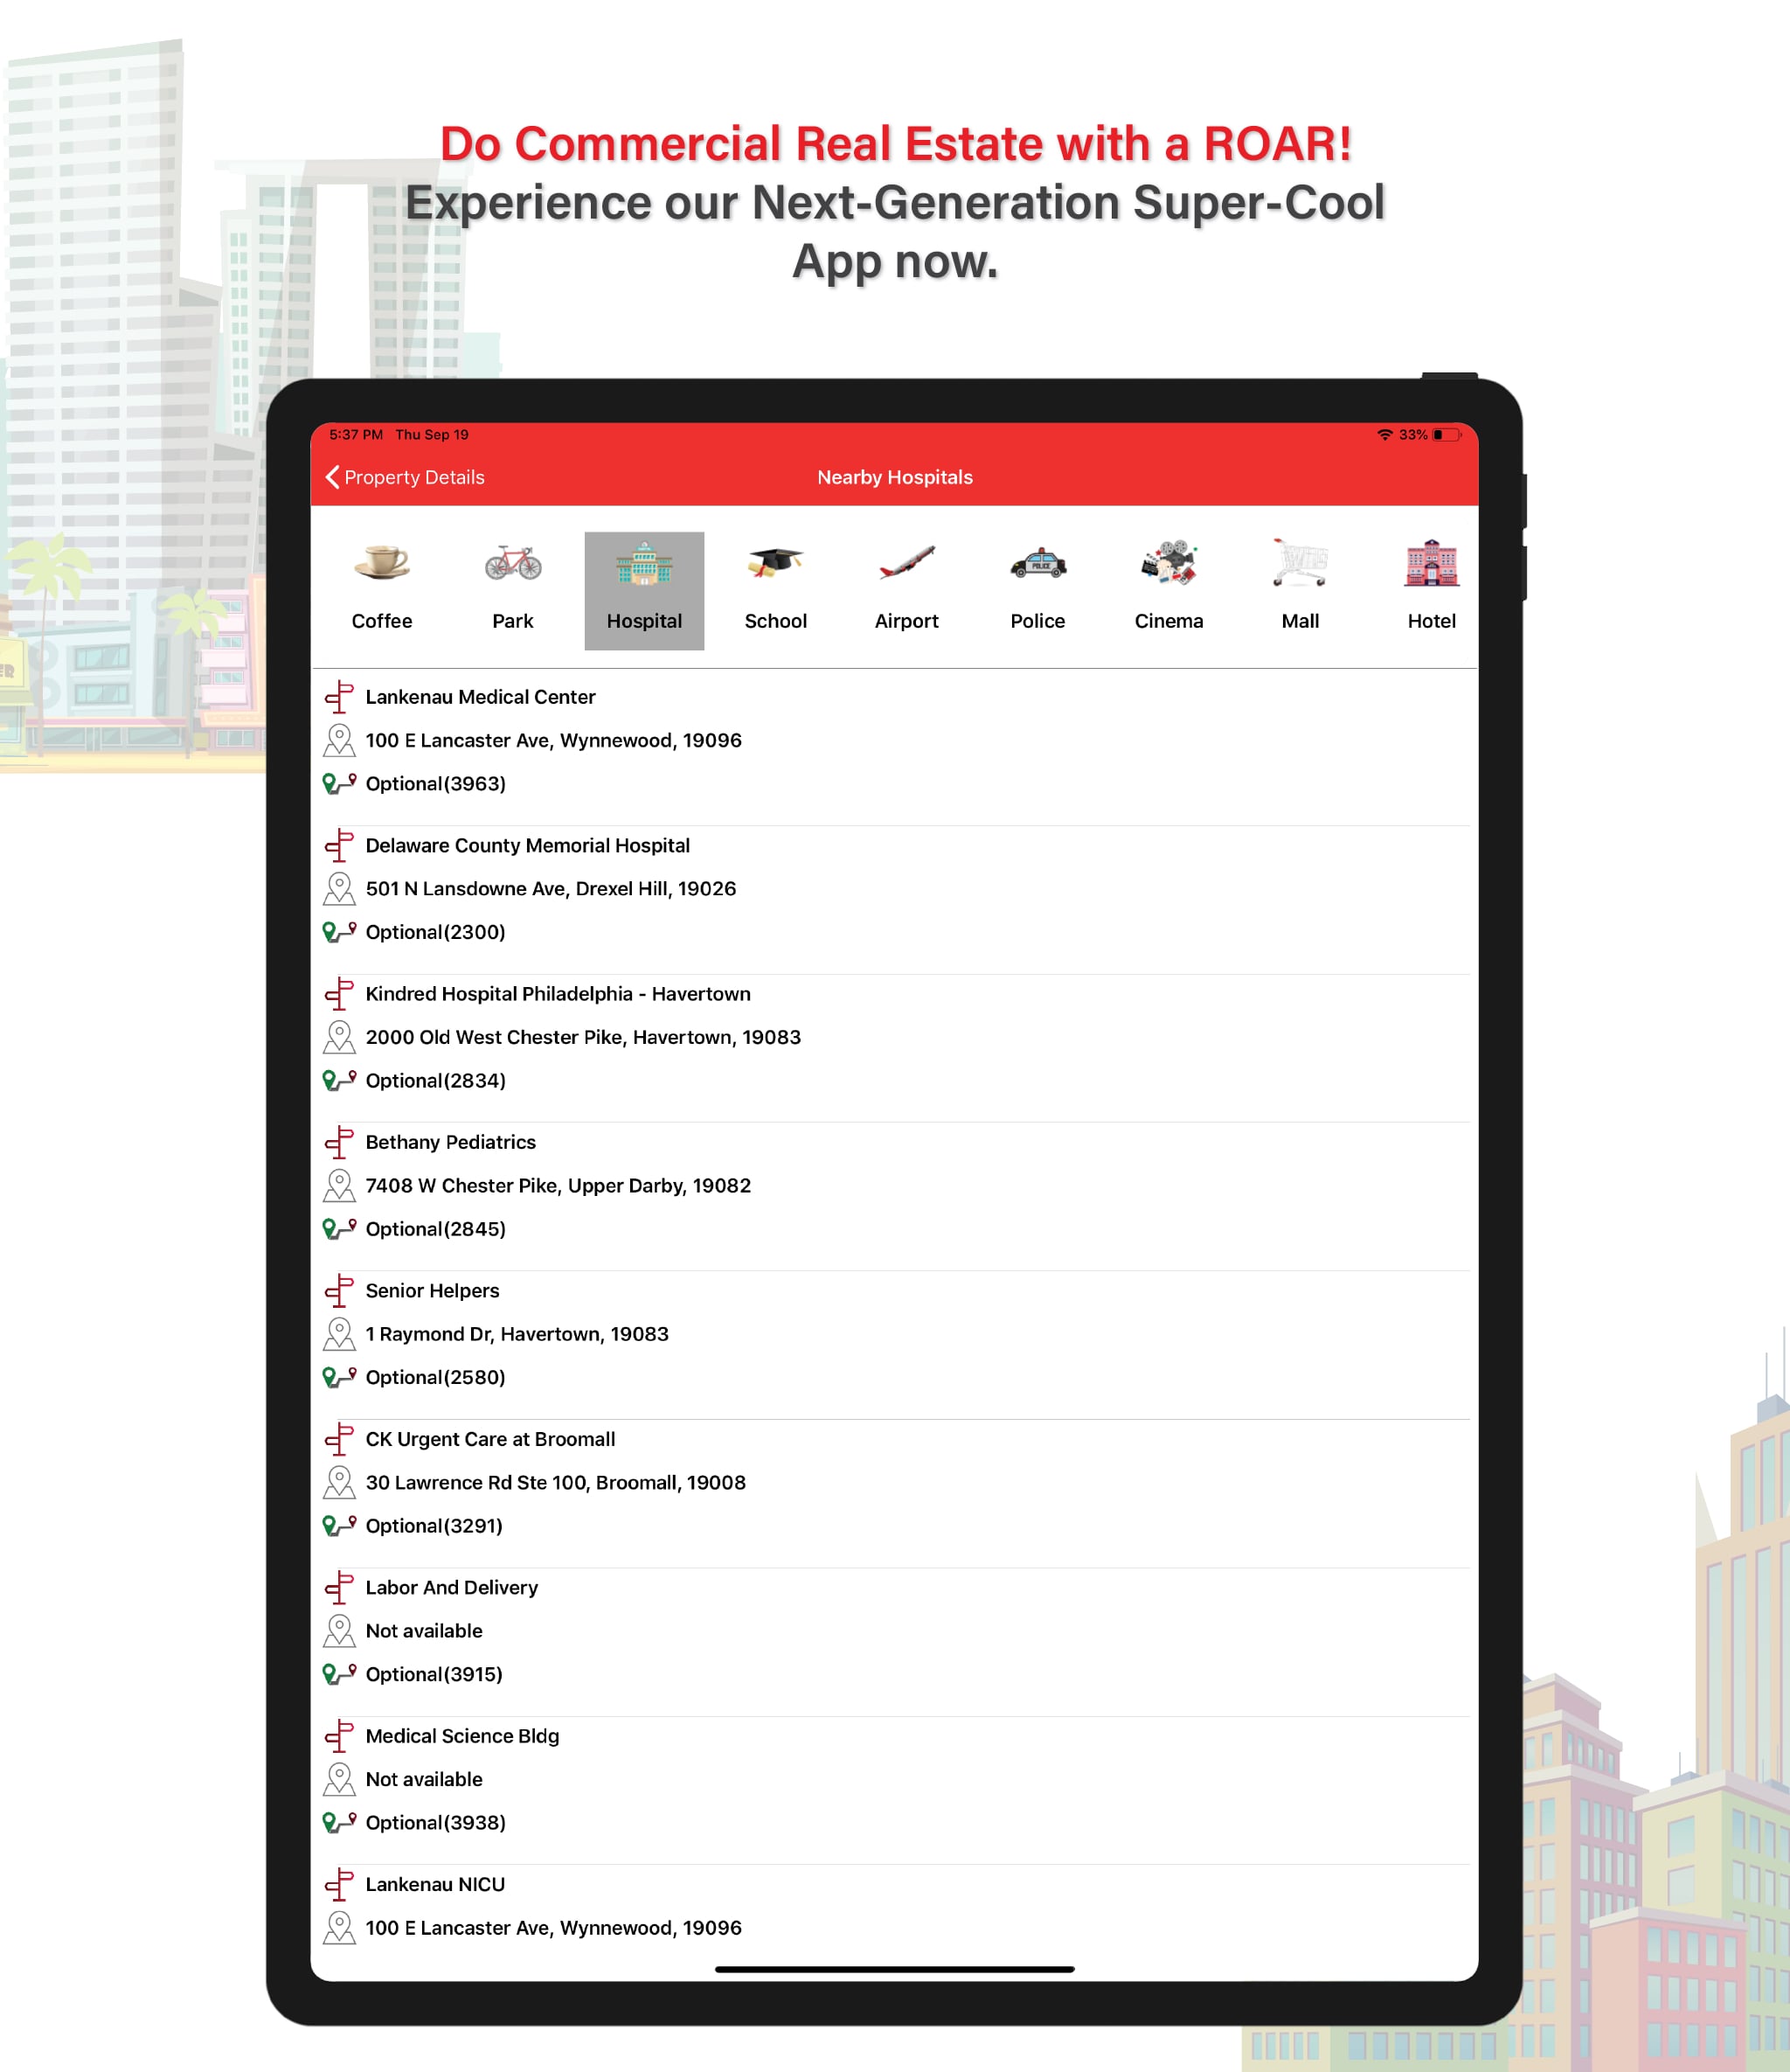 Do Commercial Real Estate with a ROAR!
Experience our Next-Generation Super-Cool
App now.
5:37 PM Thu Sep 19
33%
Property Details
Nearby Hospitals
Coffee
Park
Hospital
School
Airport
Police
Cinema
Mall
Hotel
Lankenau Medical Center
100 E Lancaster Ave, Wynnewood, 19096
Optional(3963)
Delaware County Memorial Hospital
501 N Lansdowne Ave, Drexel Hill, 19026
Optional(2300)
Kindred Hospital Philadelphia - Havertown
2000 Old West Chester Pike, Havertown, 19083
Optional(2834)
Bethany Pediatrics
7408 W Chester Pike, Upper Darby, 19082
Optional(2845)
Senior Helpers
1 Raymond Dr, Havertown, 19083
Optional(2580)
CK Urgent Care at Broomall
30 Lawrence Rd Ste 100, Broomall, 19008
Optional(3291)
Labor And Delivery
Not available
Optional(3915)
Medical Science Bldg
Not available
Optional(3938)
Lankenau NICU
100 E Lancaster Ave, Wynnewood, 19096